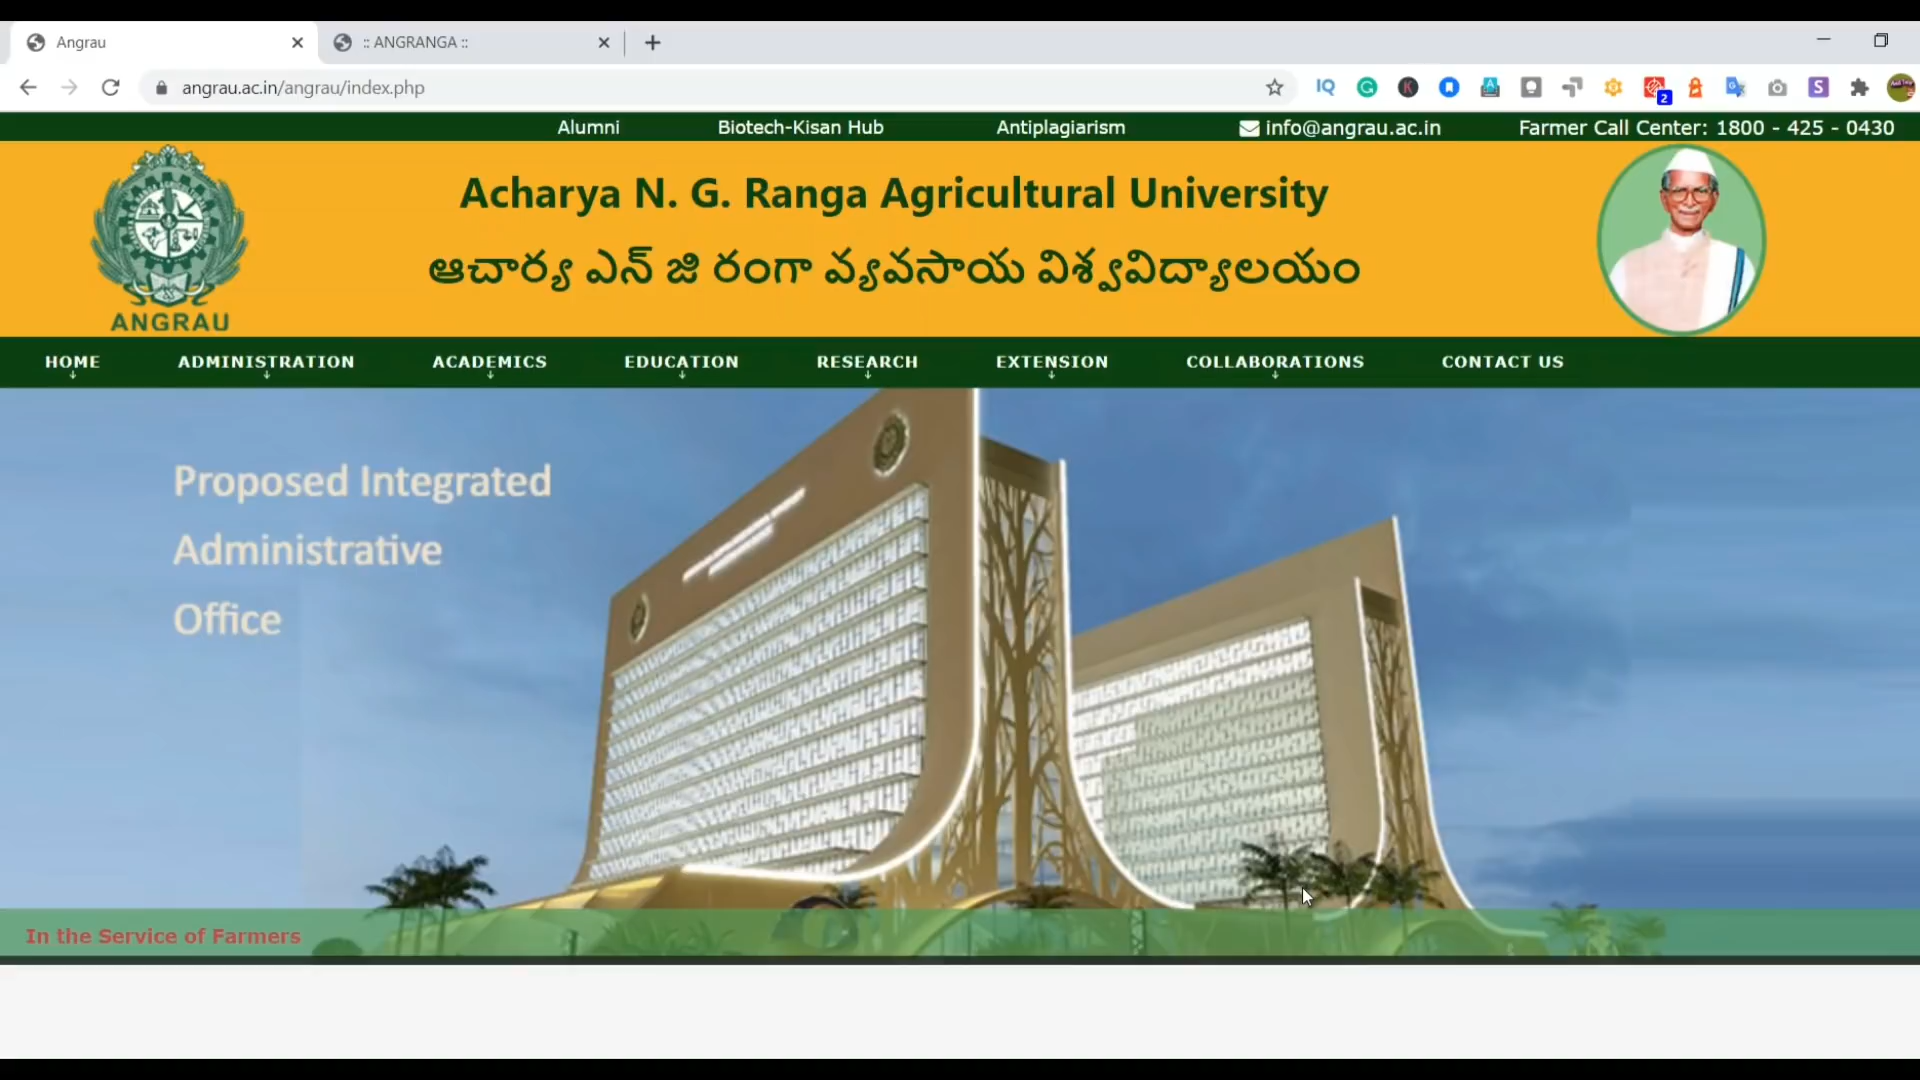 Angrau
:: ANGRANGA ::
angrau.ac.in/angrau/index.php
2
Alumni
Biotech-Kisan Hub
Antiplagiarism
info@angrau.ac.in
Farmer Call Center: 1800 - 425 - 0430
Acharya N. G. Ranga Agricultural University
ఆచార్య ఎన్ జి రంగా వ్యవసాయ విశ్వవిద్యాలయం
ANGRAU
HOME
ADMINISTRATION
ACADEMICS
EDUCATION
RESEARCH
EXTENSION
COLLABORATIONS
CONTACT US
Proposed Integrated
Administrative
Office
In the Service of Farmers